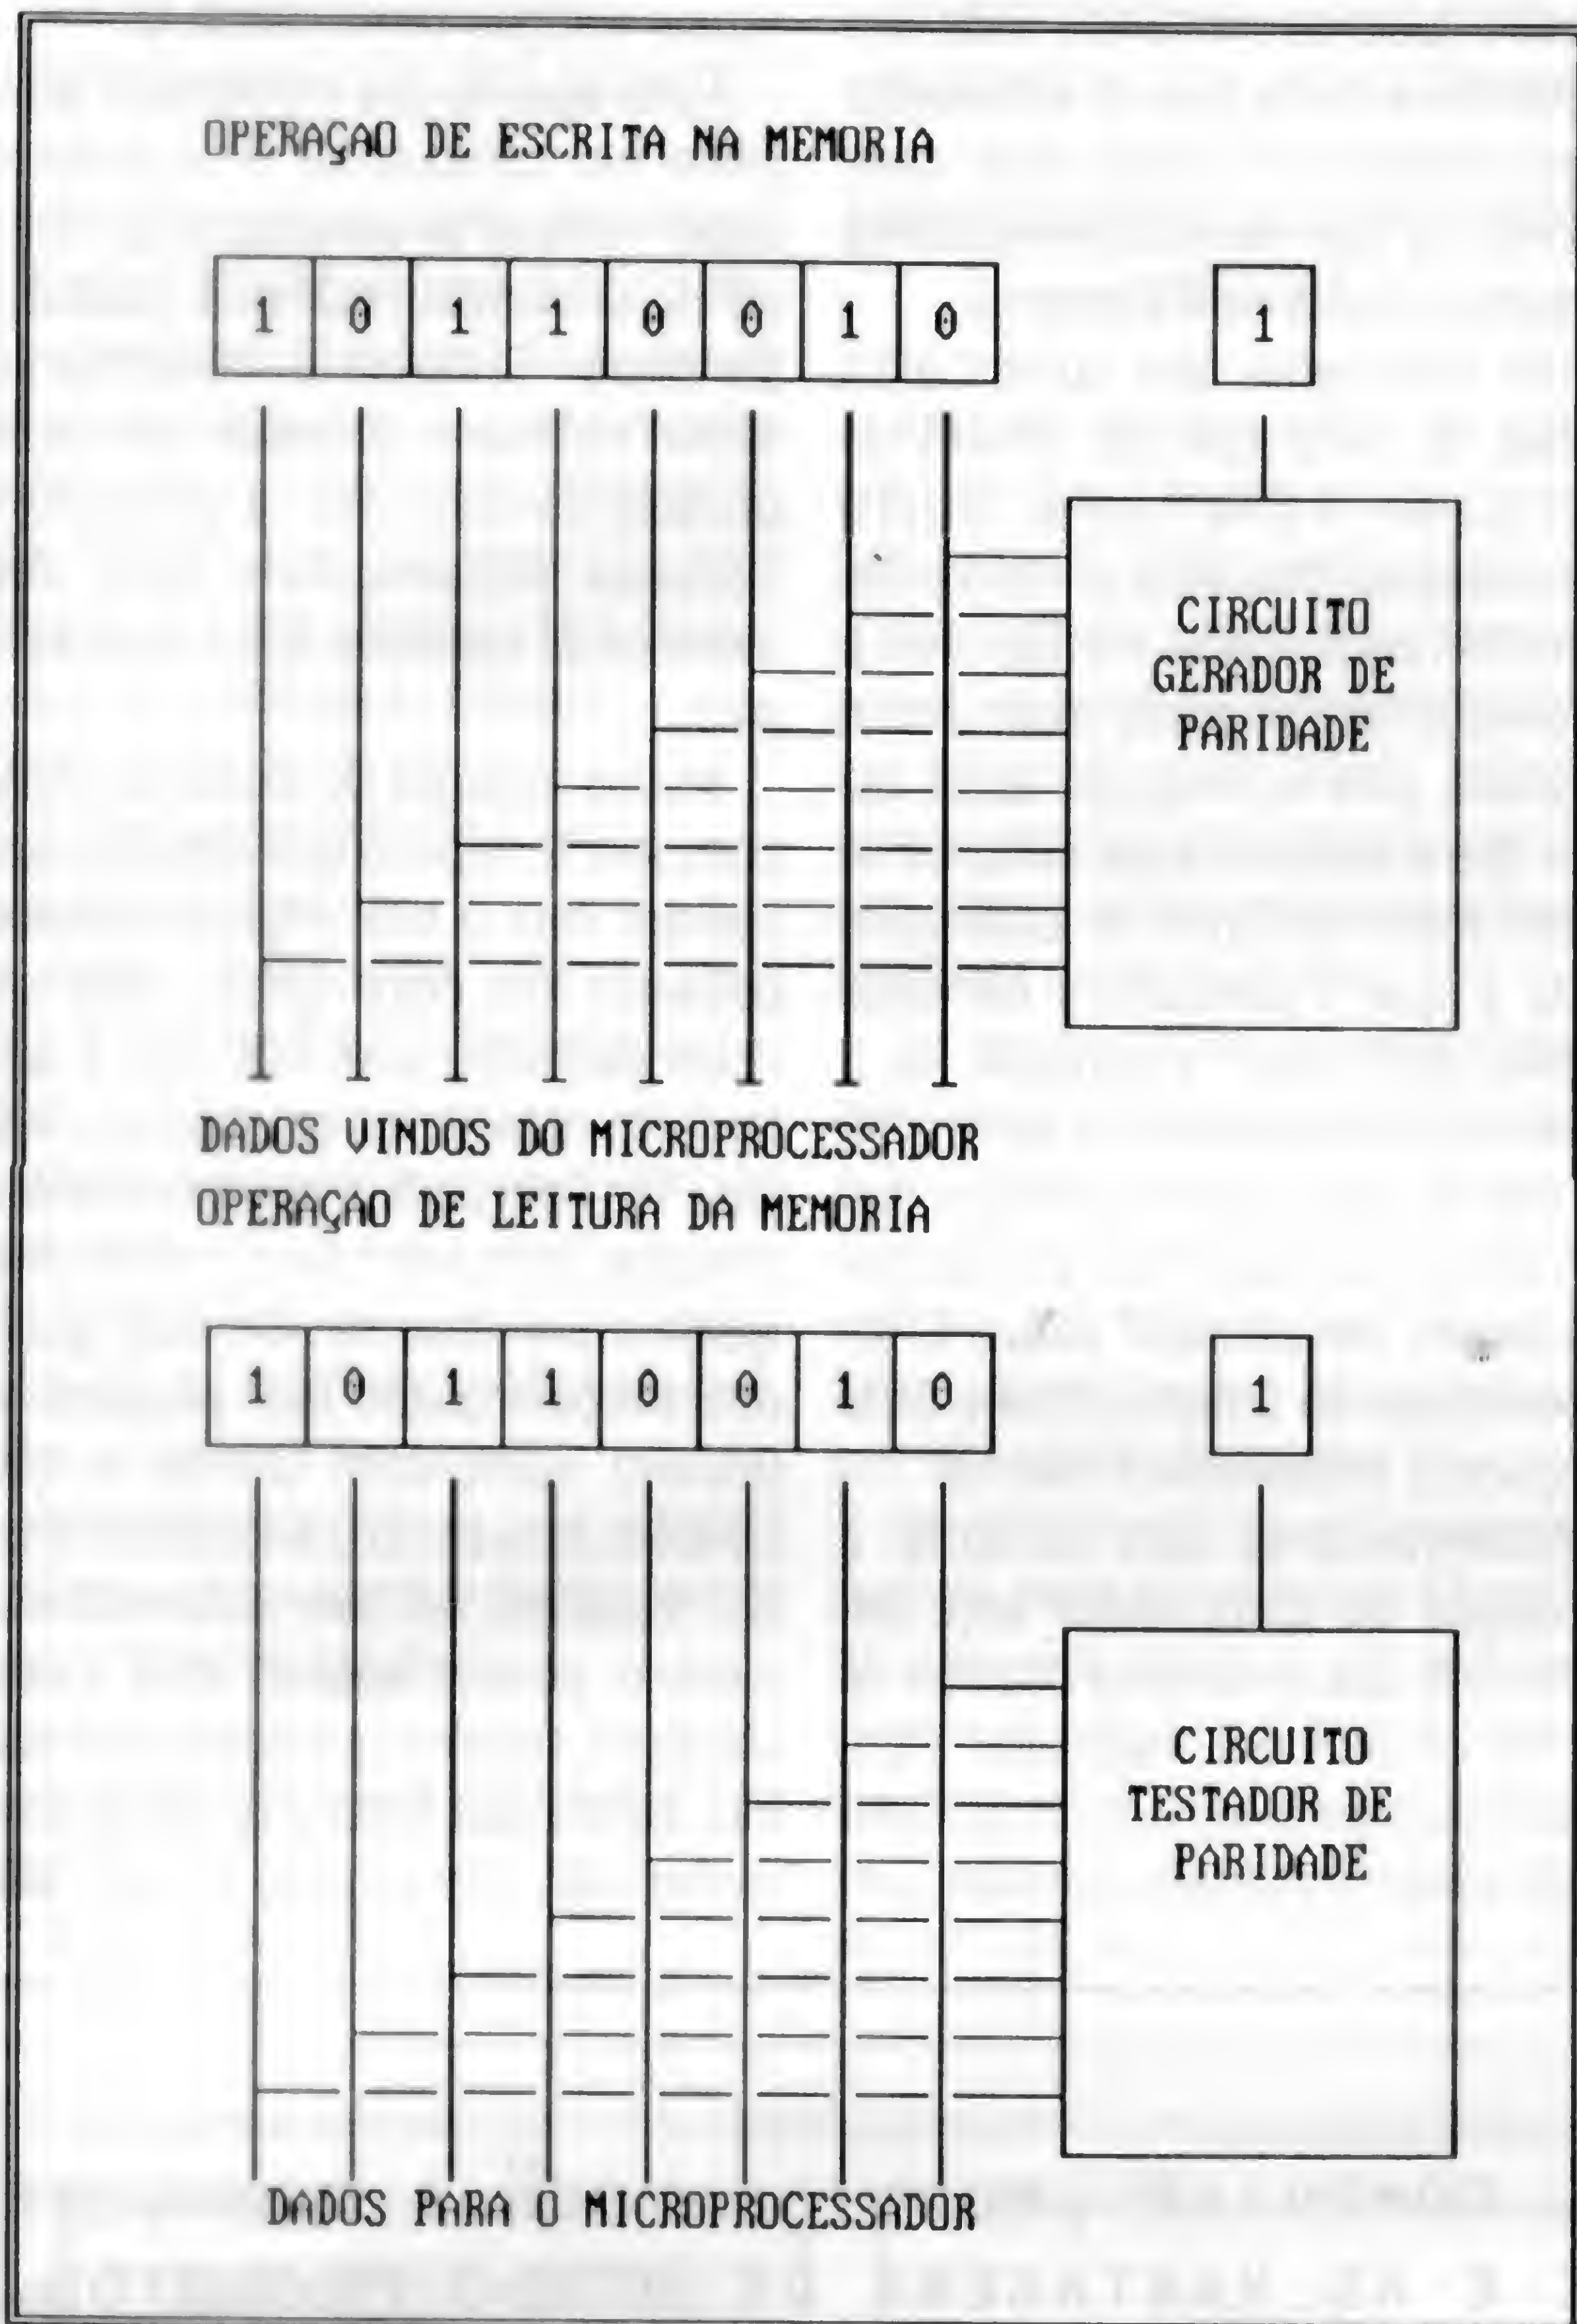 OPERAÇAO DE ESCRITA NA MEMORIA
1 0 1 1 0 0 1 0 1
CIRCUITO
GERADOR DE
PARIDADE
DADOS VINDOS DO MICROPROCESSADOR
OPERAÇAO DE LEITURA DA MEMORIA
1 0 1 1 0 0 1 0 1
CIRCUITO
TESTADOR DE
PARIDADE
DADOS PARA O MICROPROCESSADOR